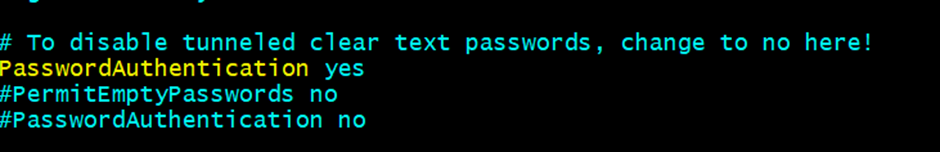 # To disable tunneled clear text passwords, change to no here!
PasswordAuthentication yes
#PermitEmptyPasswords no
#PasswordAuthentication no